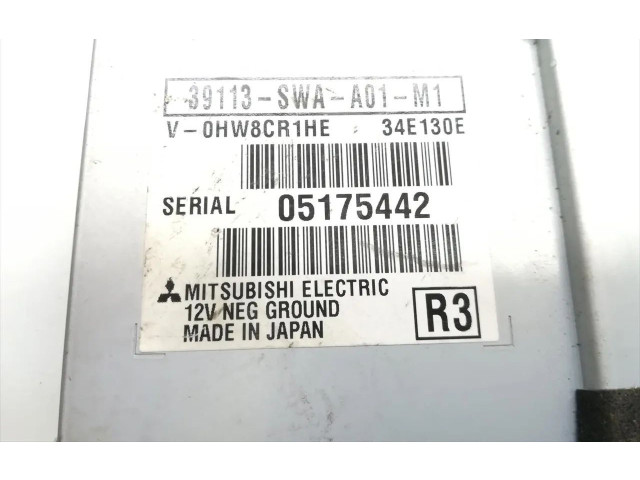 39113-SWA-A01-M1
V-0HW8CR1HE 34E130E
SERIAL 05175442
MITSUBISHI ELECTRIC
12V NEG GROUND
MADE IN JAPAN R3